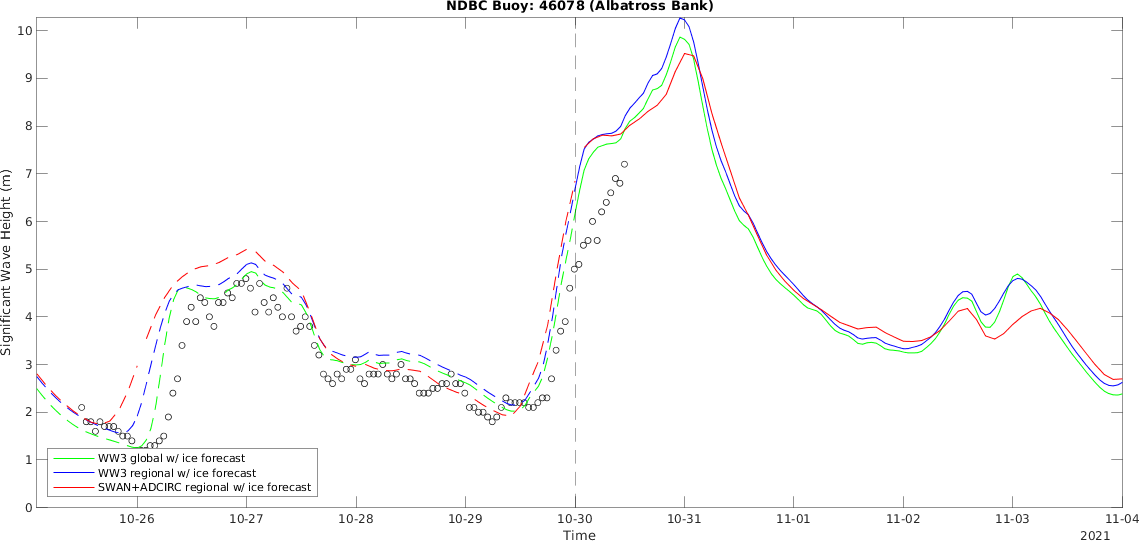 NDBC Buoy: 46078 (Albatross Bank)
Significant Wave Height (m)
10
9
8
7
6
5
4
3
2
1
0
WW3 global w/ ice forecast
WW3 regional w/ ice forecast
SWAN+ADCIRC regional w/ ice forecast
10-26 10-27 10-28 10-29 10-30 10-31 11-01 11-02 11-03 11-04
Time
2021